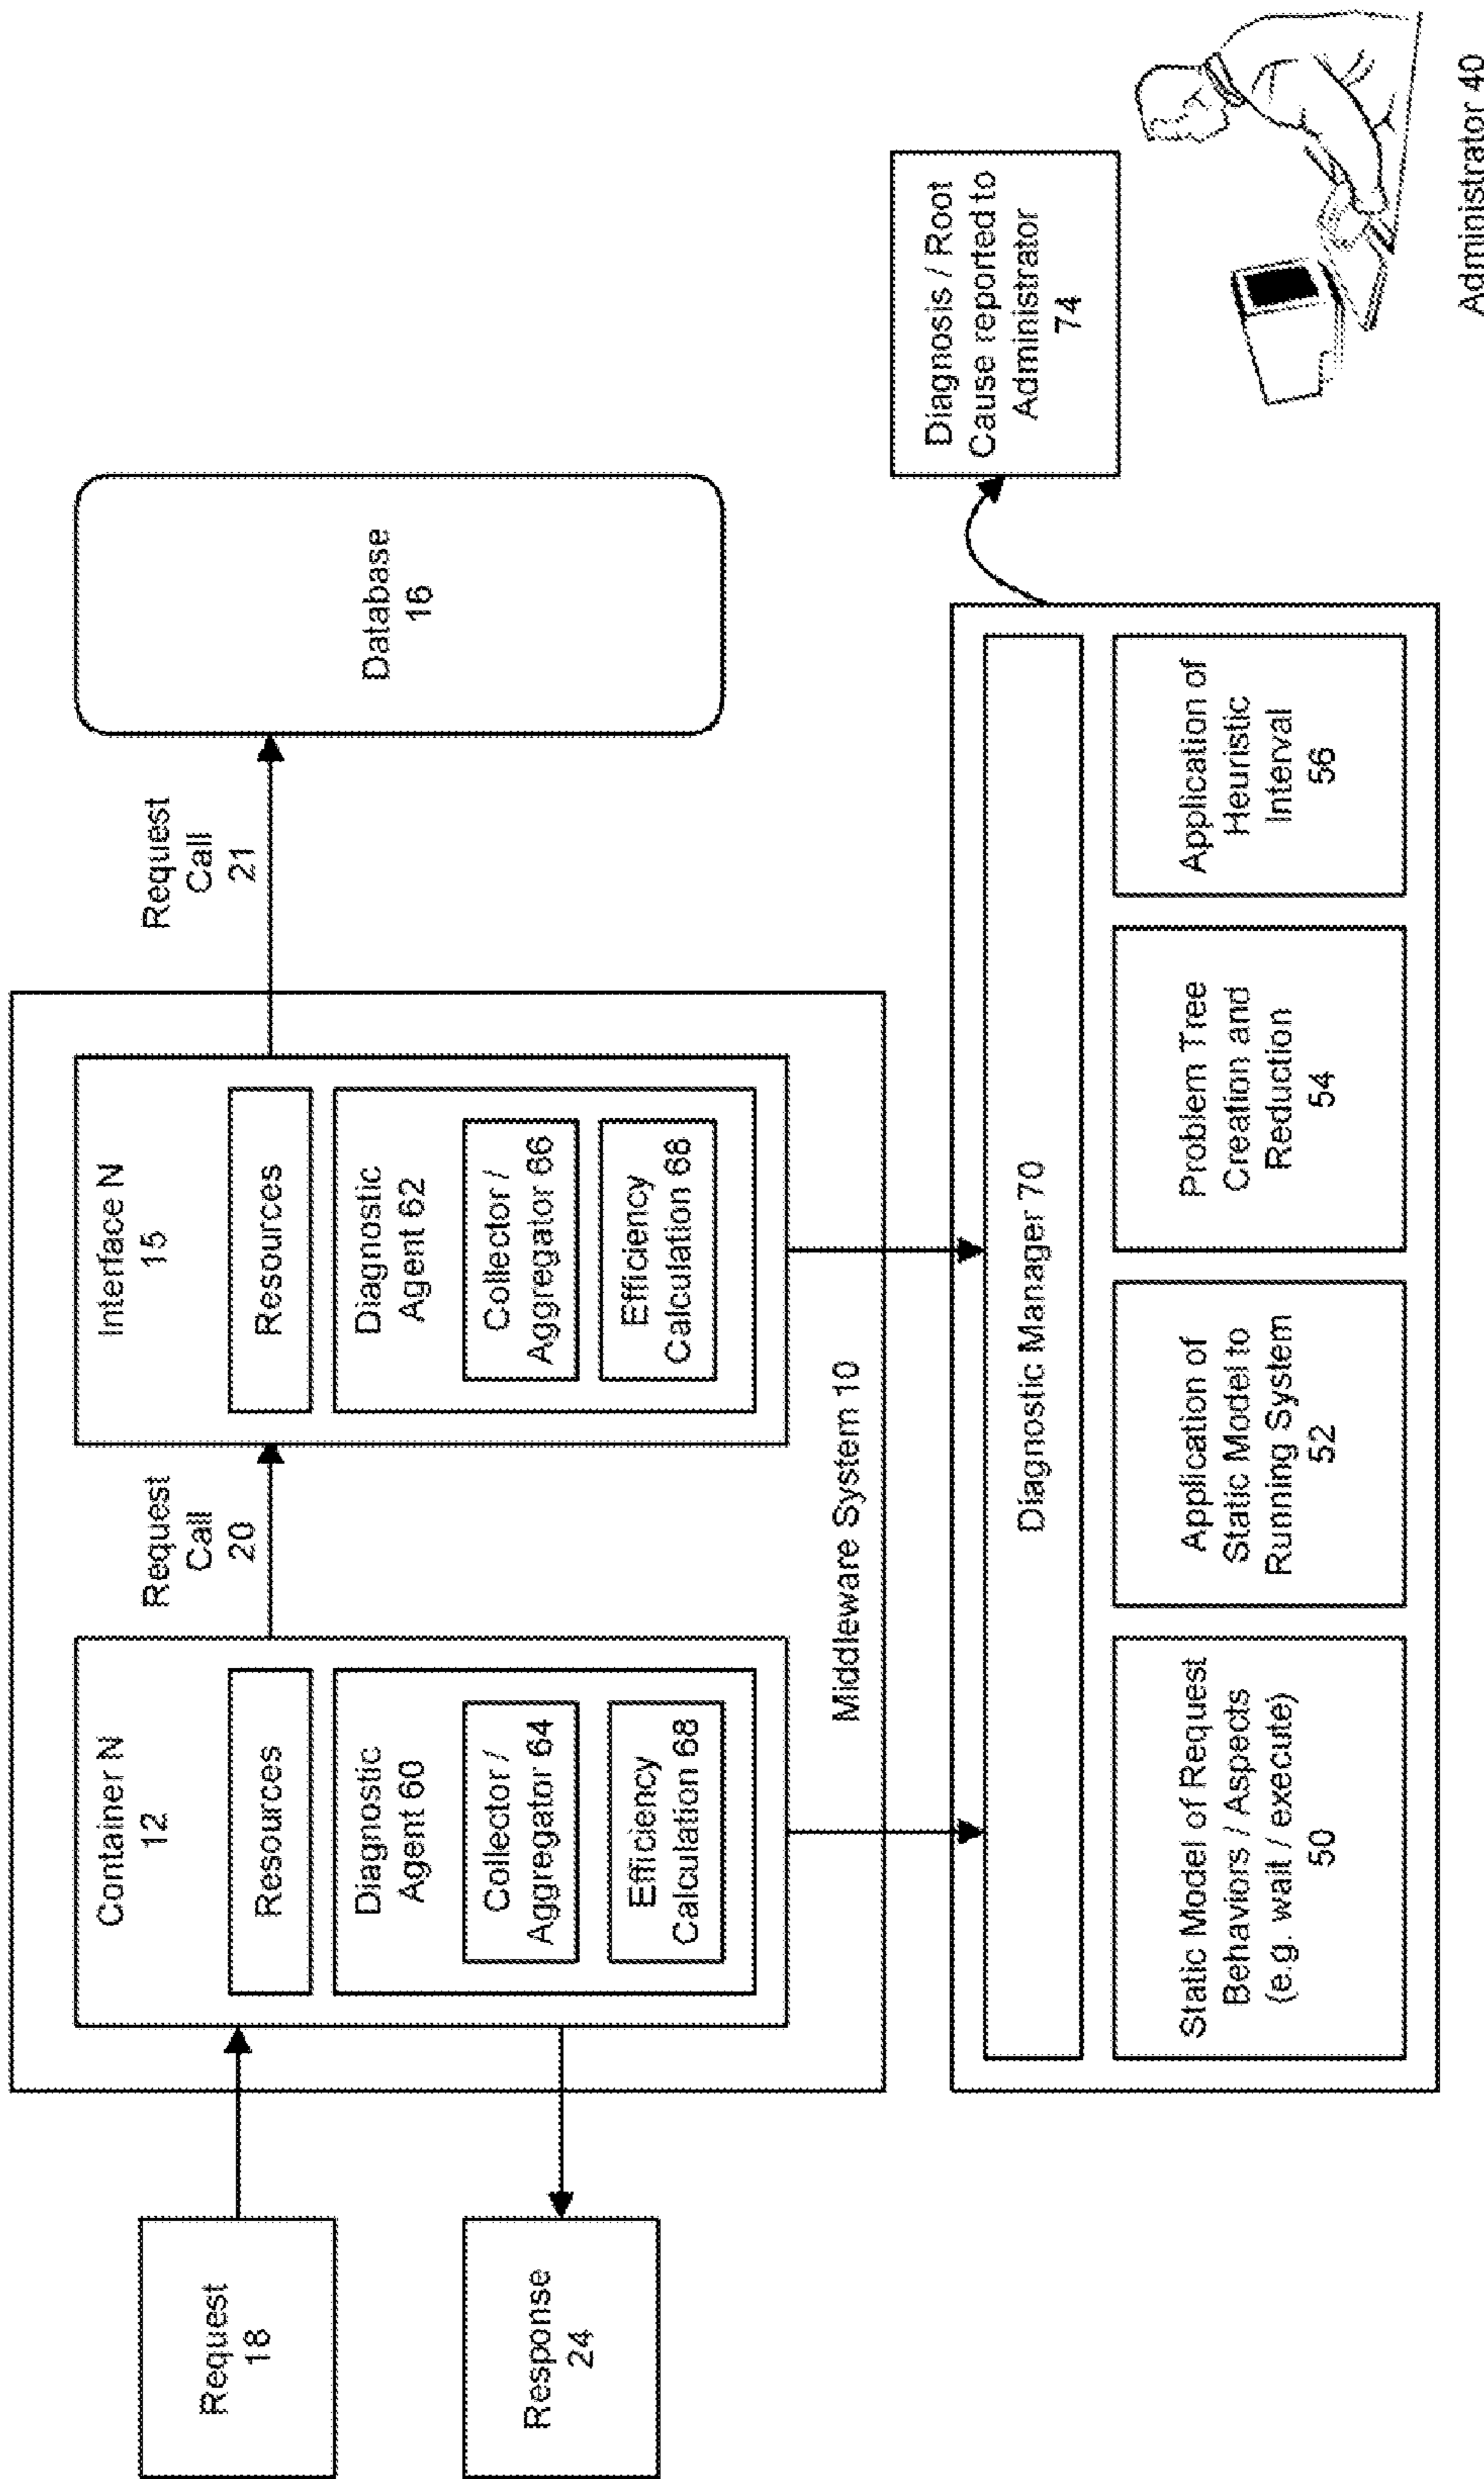 Request
18
Response
24
Container N
12
Resources
Diagnostic
Agent 60
Collector /
Aggregator 64
Efficiency
Calculation 68
Request
Call
20
Interface N
15
Resources
Diagnostic
Agent 62
Collector /
Aggregator 66
Efficiency
Calculation 68
Middleware System 10
Request
Call
21
Database
16
Diagnostic Manager 70
Static Model of Request
Behaviors / Aspects
(e.g. wait / execute)
50
Application of
Static Model to
Running System
52
Problem Tree
Creation and
Reduction
54
Application of
Heuristic
Interval
56
Diagnosis / Root
Cause reported to
Administrator
74
Administrator 40